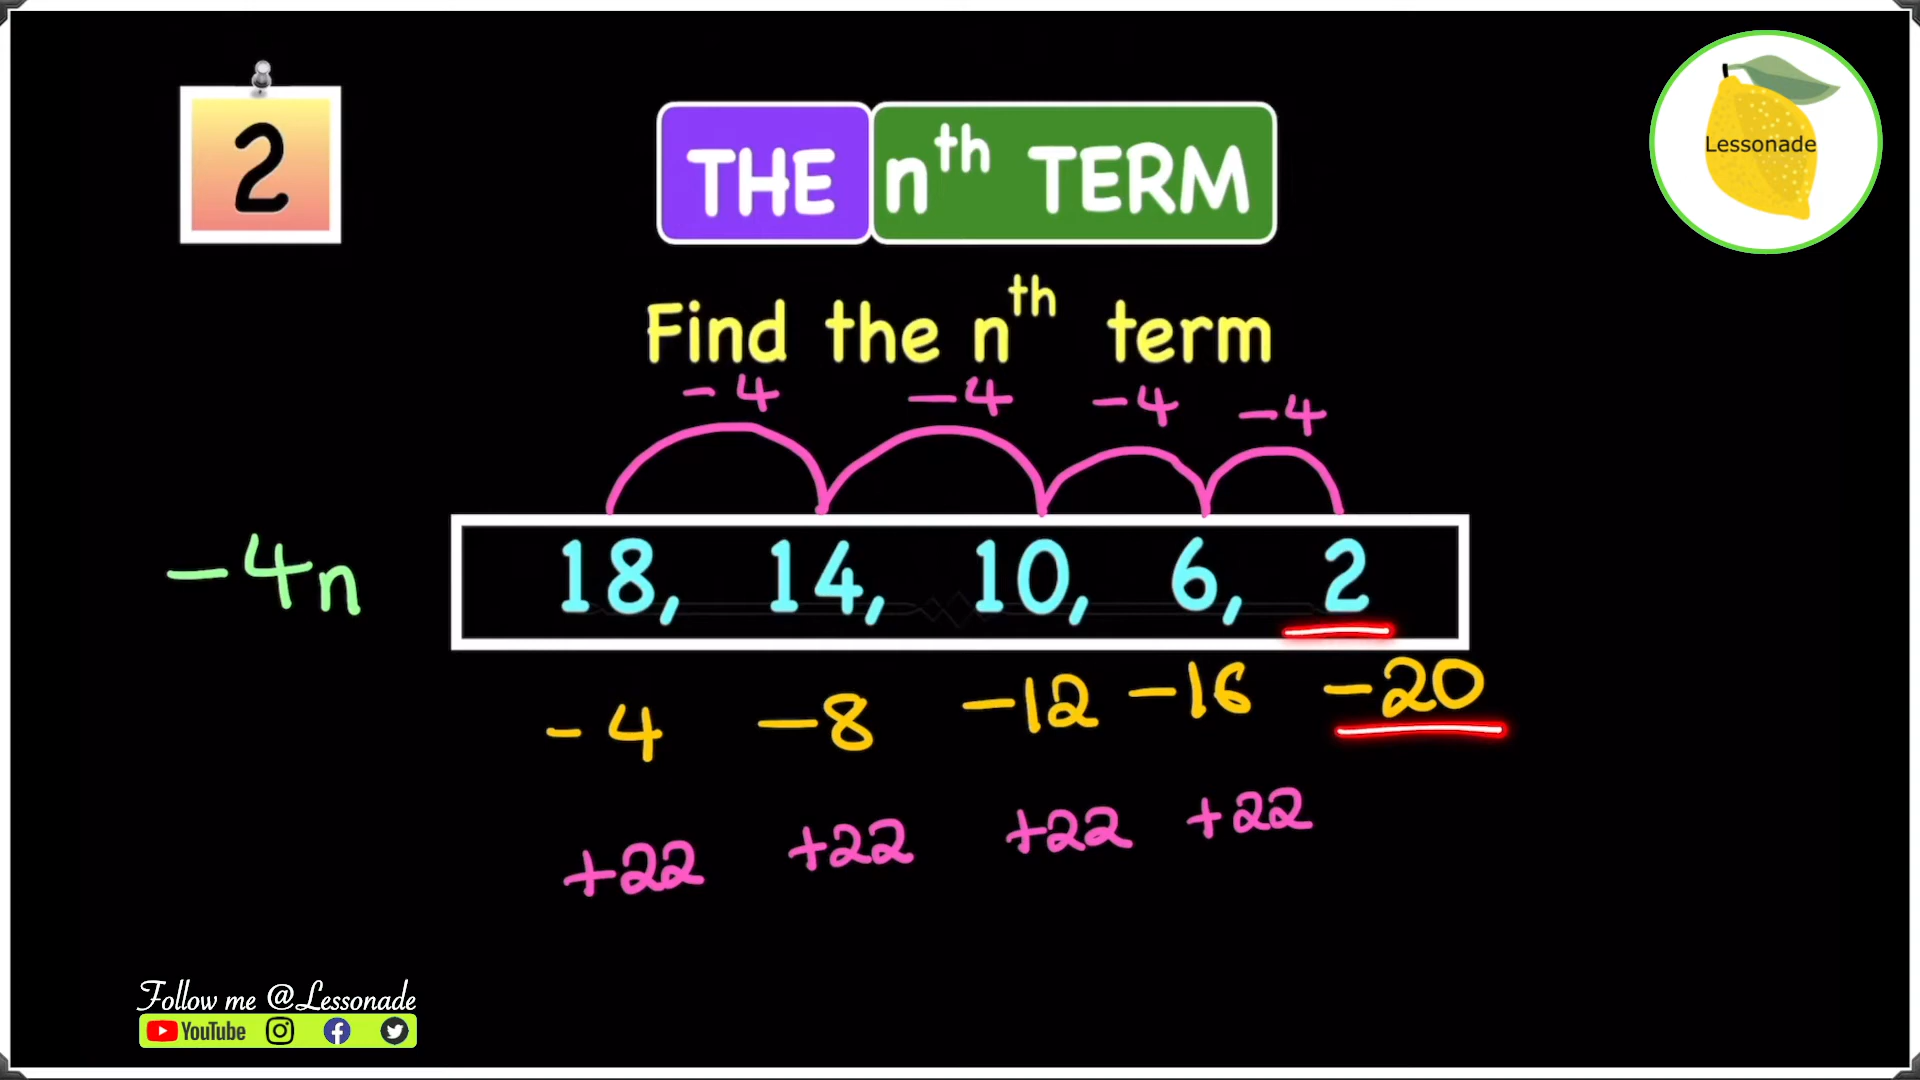 2
THE nth TERM
Lessonade
Find the nth term
-4 -4 -4 -4
-4n
18, 14, 10, 6, 2
-4 -8 -12 -16 -20
+22 +22 +22 +22
Follow me @Lessonade
YouTube